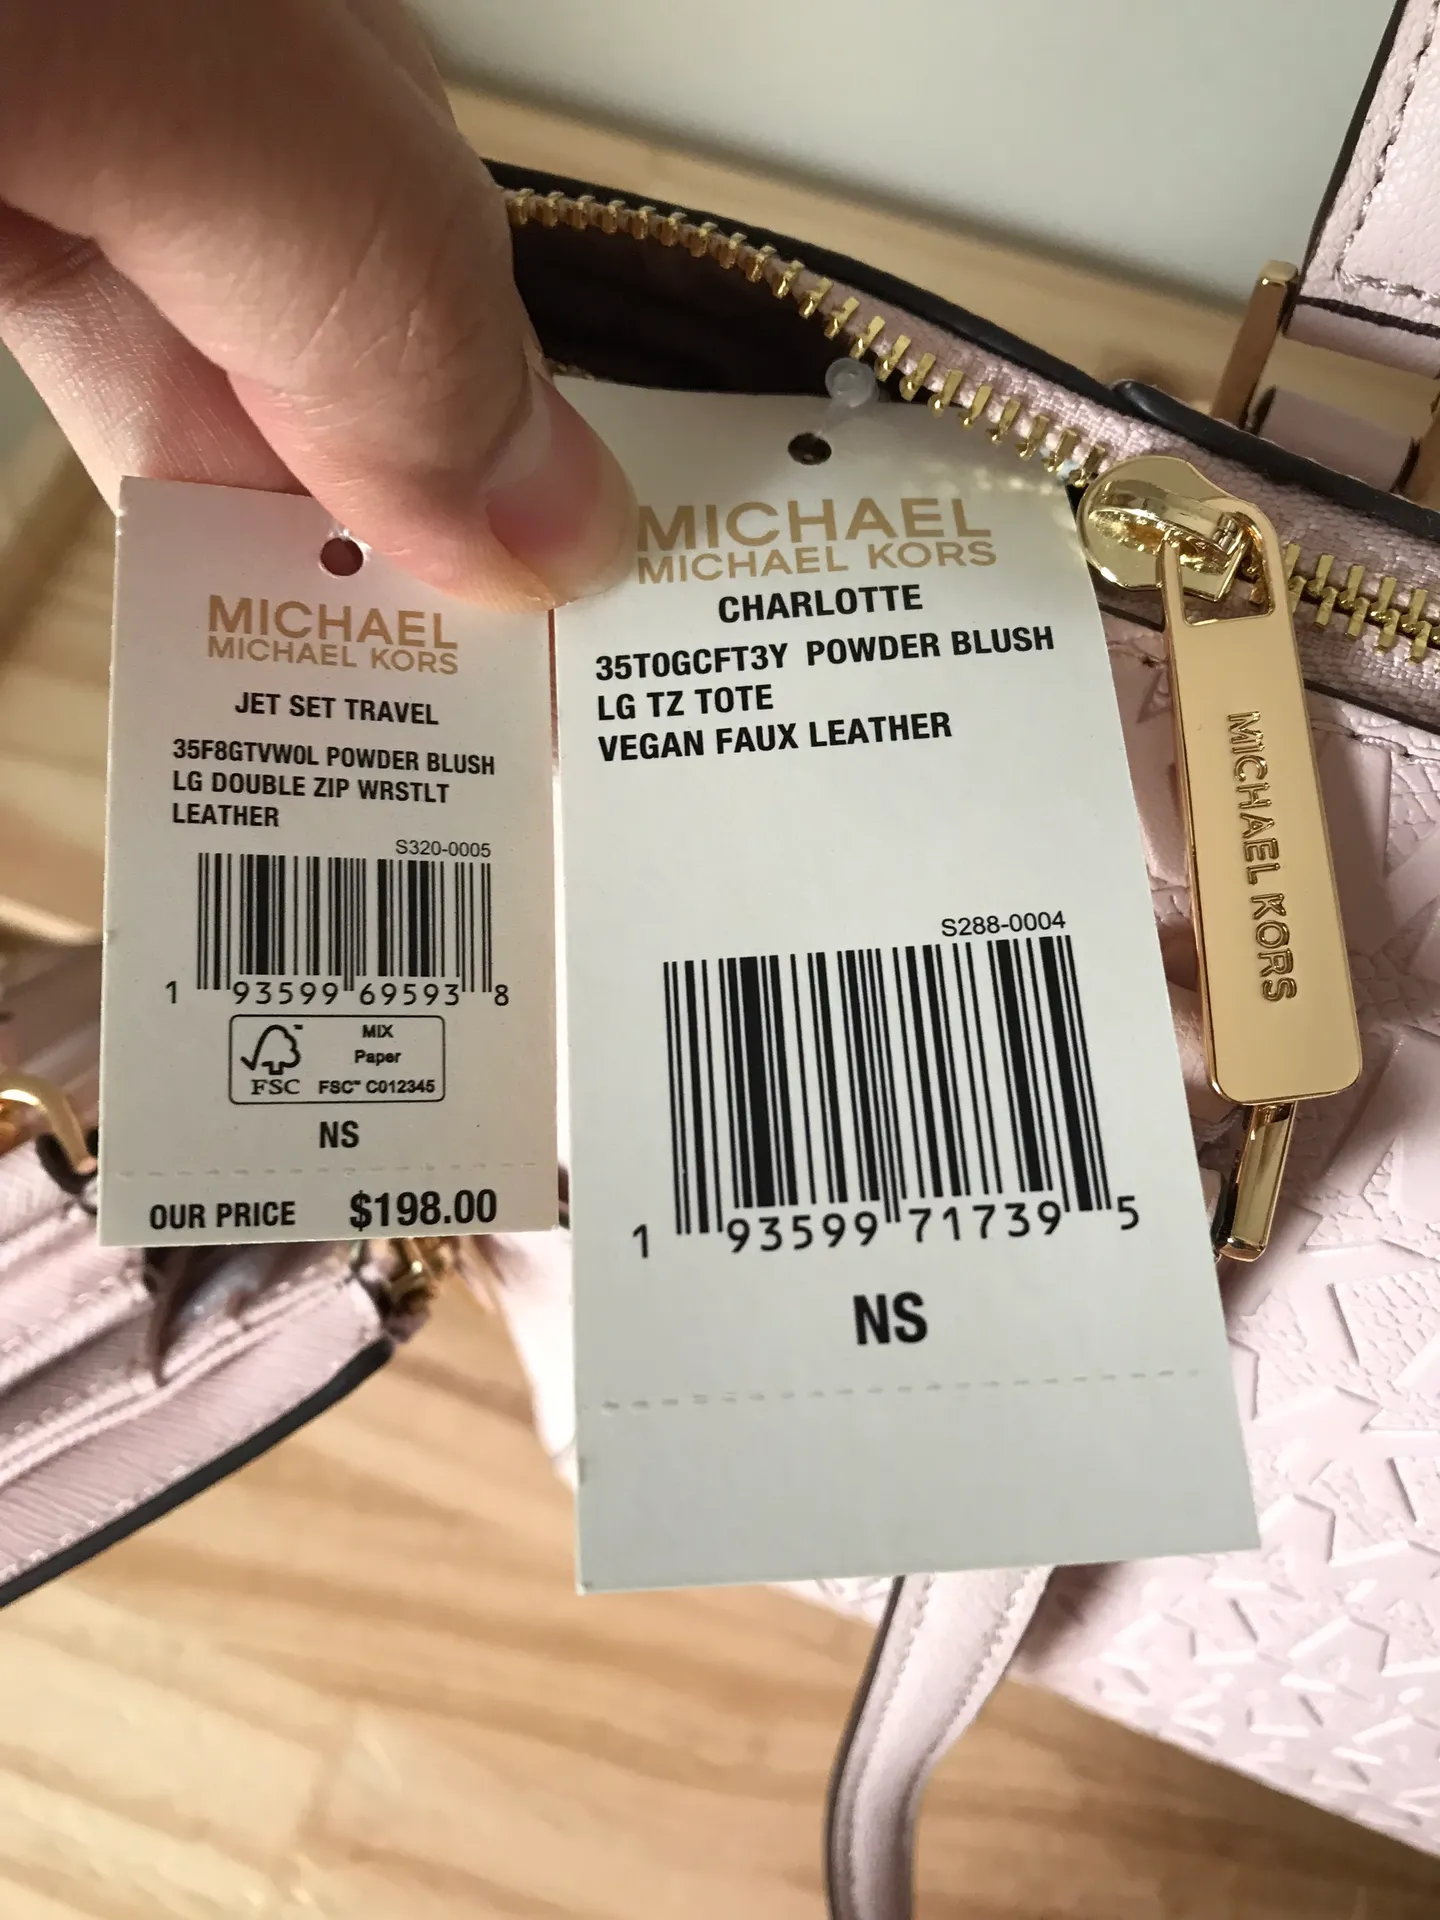 MICHAEL
MICHAEL KORS
JET SET TRAVEL
35F8GTVW0L POWDER BLUSH
LG DOUBLE ZIP WRSTLT
LEATHER
S320-0005
1 93599 69593 8
FSC™
MIX
Paper
FSC™ C012345
NS
OUR PRICE $198.00
MICHAEL
MICHAEL KORS
CHARLOTTE
35T0GCFT3Y POWDER BLUSH
LG TZ TOTE
VEGAN FAUX LEATHER
S288-0004
1 93599 71739 5
NS
MICHAEL KORS